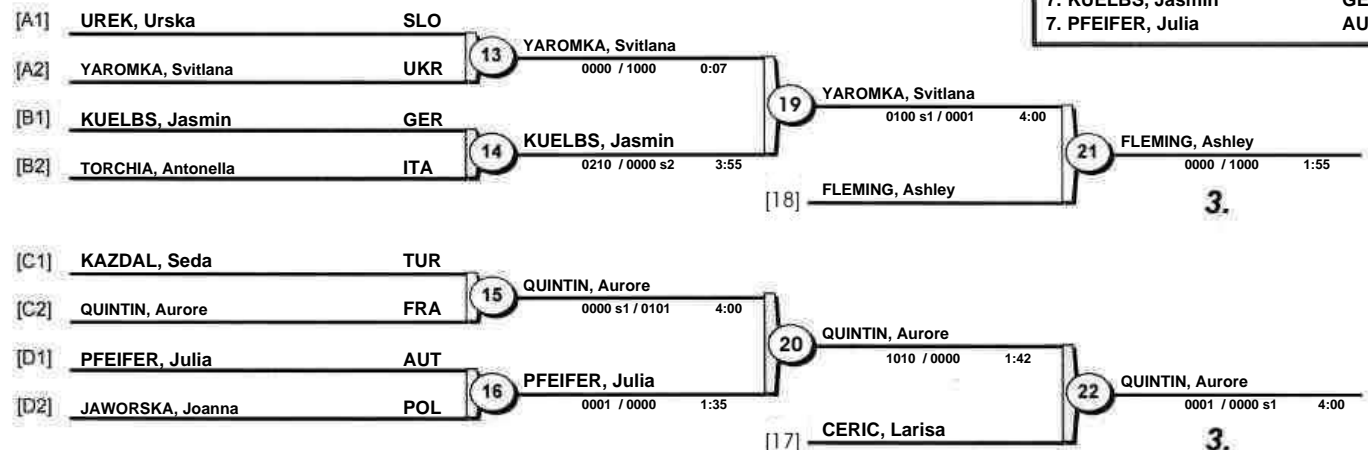 7. KUELBS, Jasmin
7. PFEIFER, Julia AU
[A1] UREK, Urska SLO
13 YAROMKA, Svitlana
0000 / 1000 0:07
[A2] YAROMKA, Svitlana UKR
19 YAROMKA, Svitlana
0100 s1 / 0001 4:00
[B1] KUELBS, Jasmin GER
14 KUELBS, Jasmin
0210 / 0000 s2 3:55
[B2] TORCHIA, Antonella ITA
21 FLEMING, Ashley
0000 / 1000 1:55
[18] FLEMING, Ashley
3.
[C1] KAZDAL, Seda TUR
15 QUINTIN, Aurore
0000 s1 / 0101 4:00
[C2] QUINTIN, Aurore FRA
20 QUINTIN, Aurore
1010 / 0000 1:42
[D1] PFEIFER, Julia AUT
16 PFEIFER, Julia
0001 / 0000 1:35
[D2] JAWORSKA, Joanna POL
22 QUINTIN, Aurore
0001 / 0000 s1 4:00
[17] CERIC, Larisa
3.